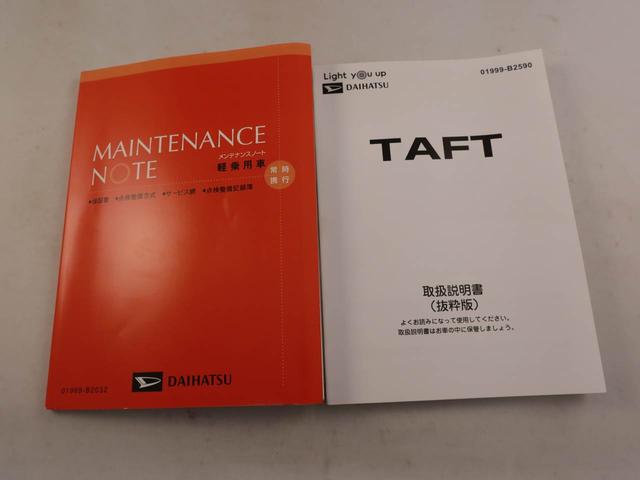 MAINTENANCE
NOTE
メンテナンスノート
軽乗用車
常時
携行
●保証書 ●点検整備方式 ●サービス網 ●点検整備記録簿
DAIHATSU
01999-B2032
Light you up
DAIHATSU
01999-B2590
TAFT
取扱説明書
(抜粋版)
よくお読みになって使用してください。
取扱説明書はお車の中に保管しましょう。